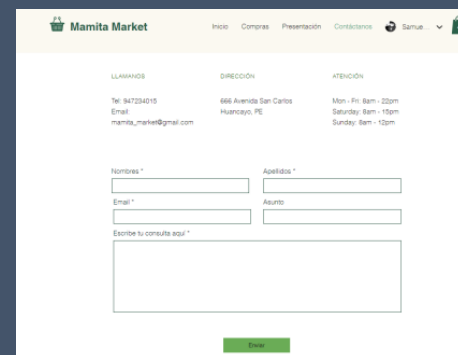 Mamita Market
Inicio Compras Presentación Contáctanos Samue...
LLAMANOS
Tel: 947234015
Email:
mamita_market@gmail.com
DIRECCIÓN
666 Avenida San Carlos
Huancayo, PE
ATENCIÓN
Mon - Fri: 8am - 22pm
Saturday: 8am - 15pm
Sunday: 8am - 12pm
Nombres *
Apellidos *
Email *
Asunto
Escribe tu consulta aquí *
Enviar